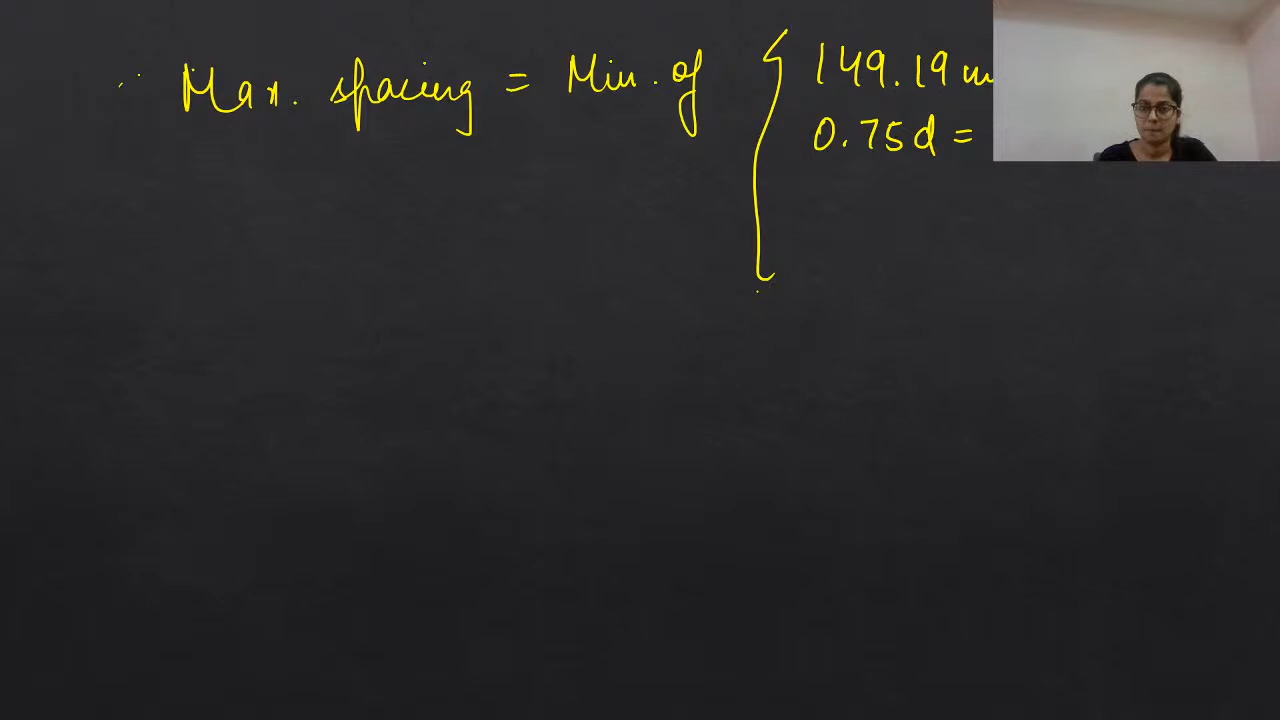 ∴ Max. spacing = Min. of { 149.19 m
0.75d =